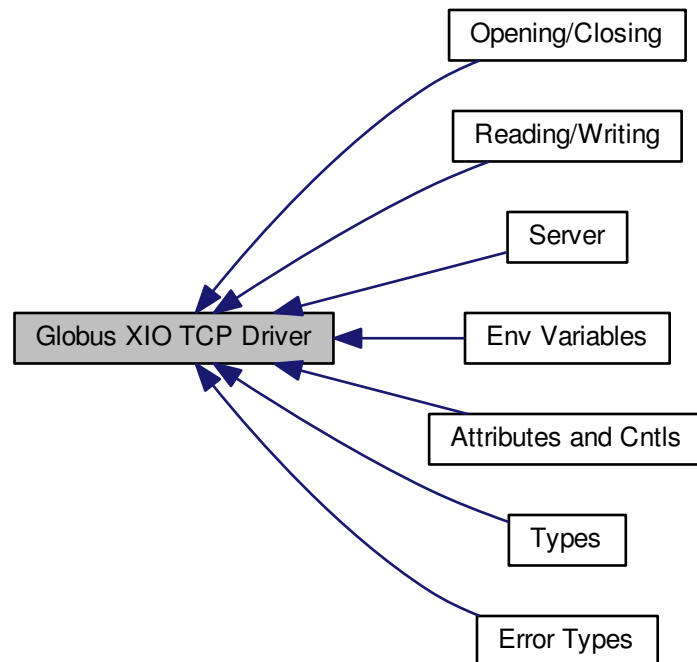 Opening/Closing
Reading/Writing
Server
Globus XIO TCP Driver
Env Variables
Attributes and Cntls
Types
Error Types